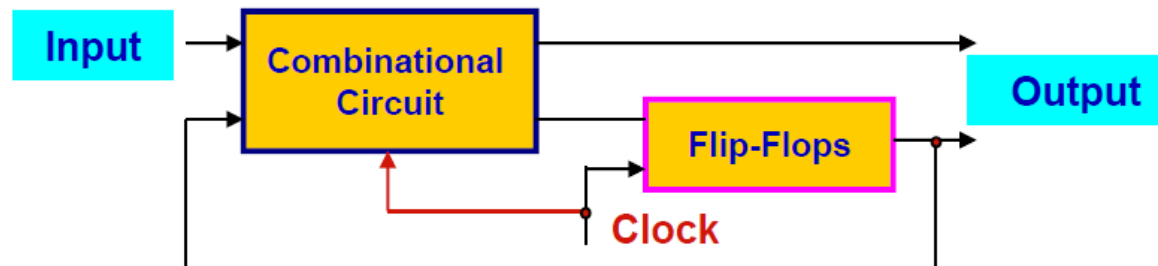 Input
Combinational
Circuit
Output
Flip-Flops
Clock